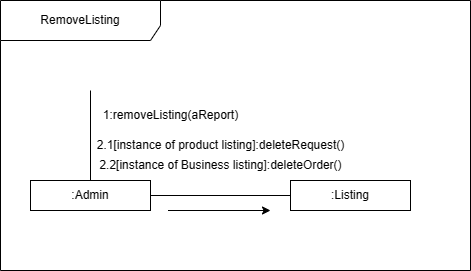 RemoveListing
1:removeListing(aReport)
2.1[instance of product listing]:deleteRequest()
2.2[instance of Business listing]:deleteOrder()
:Admin
:Listing